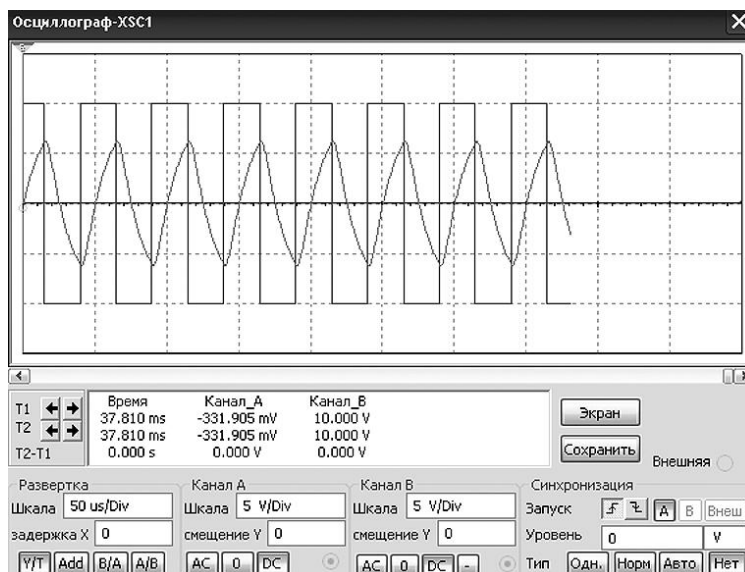 Осциллограф-XSC1
T1
T2
T2-T1
Время Канал_A Канал_B
37.810 ms -331.905 mV 10.000 V
37.810 ms -331.905 mV 10.000 V
0.000 s 0.000 V 0.000 V
Экран
Сохранить
Внешняя
Развертка
Шкала 50 us/Div
задержка X 0
Y/T Add B/A A/B
Канал A
Шкала 5 V/Div
смещение Y 0
AC 0 DC
Канал B
Шкала 5 V/Div
смещение Y 0
AC 0 DC -
Синхронизация
Запуск A B Внеш
Уровень 0 V
Тип Одн. Норм Авто Нет